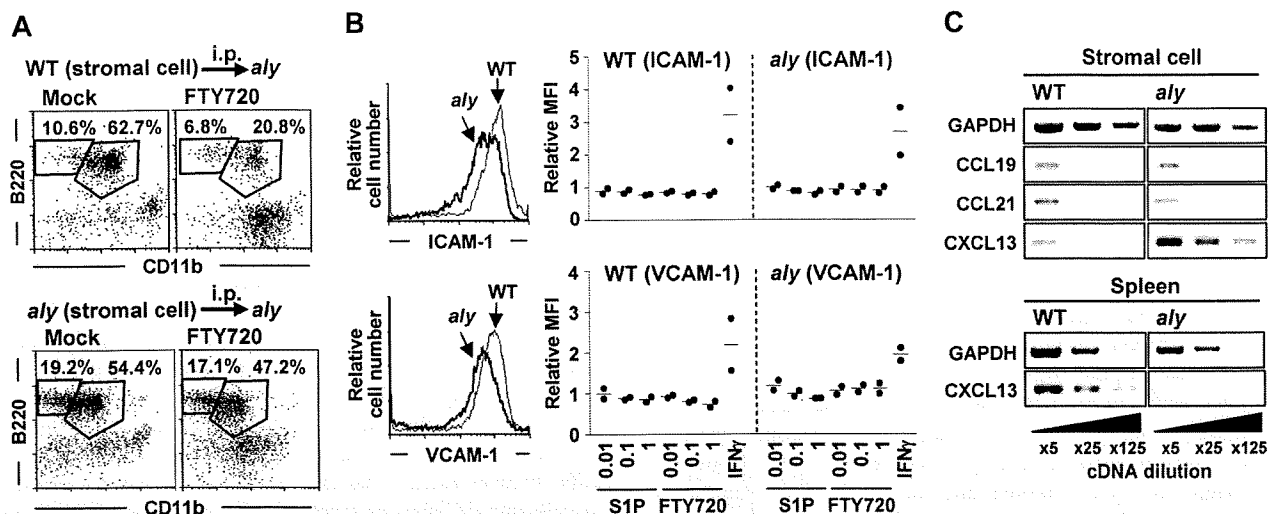 A
WT (stromal cell) i.p. aly
Mock FTY720
10.6% 62.7% 6.8% 20.8%
B220
CD11b
aly (stromal cell) i.p. aly
Mock FTY720
19.2% 54.4% 17.1% 47.2%
B220
CD11b
B
WT
aly
Relative cell number
ICAM-1
WT (ICAM-1) aly (ICAM-1)
Relative MFI
5
4
3
2
1
0
WT
aly
Relative cell number
VCAM-1
WT (VCAM-1) aly (VCAM-1)
Relative MFI
4
3
2
1
0
0.01 0.1 1 0.01 0.1 1 IFNγ 0.01 0.1 1 0.01 0.1 1 IFNγ
S1P FTY720 S1P FTY720
C
Stromal cell
WT aly
GAPDH
CCL19
CCL21
CXCL13
Spleen
WT aly
GAPDH
CXCL13
x5 x25 x125 x5 x25 x125
cDNA dilution